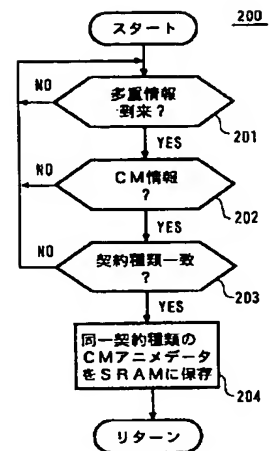 200
スタート
多重情報
到来?
NO
201
YES
CM情報
?
NO
202
YES
契約種類一致
?
NO
203
YES
同一契約種類の
CMアニメデータ
をSRAMに保存
204
リターン